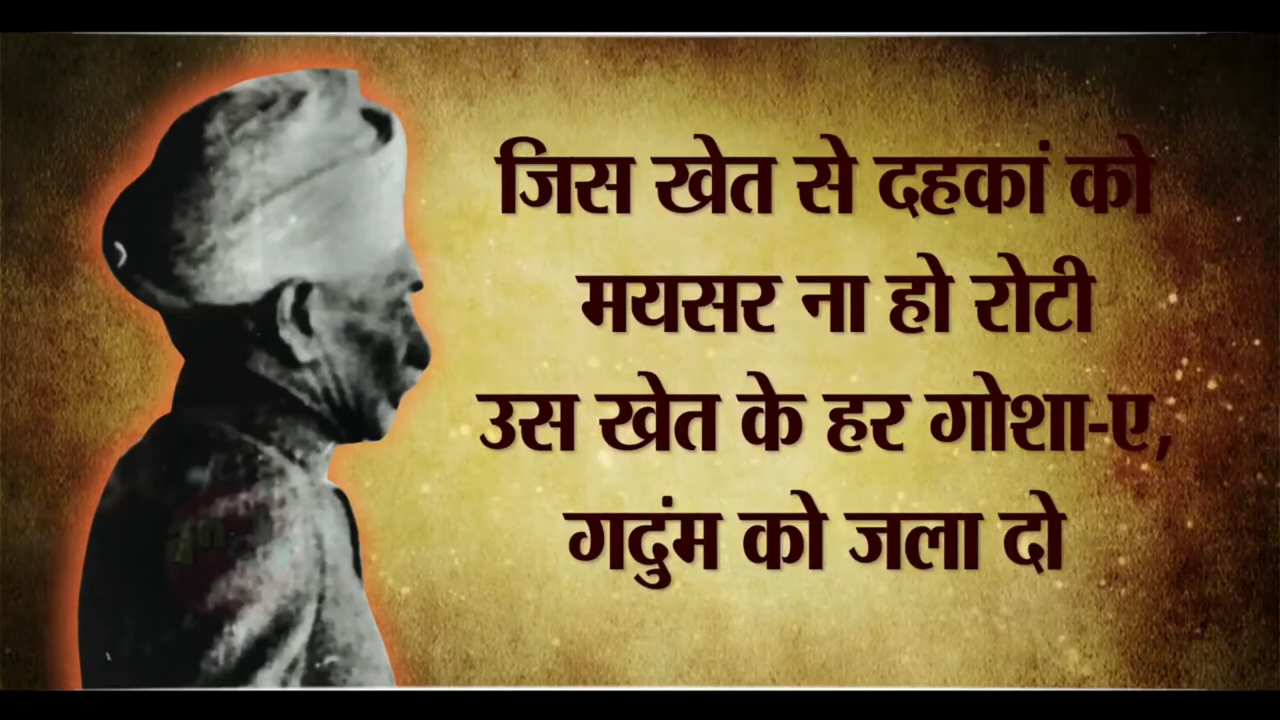 जिस खेत से दहकां को
मयसर ना हो रोटी
उस खेत के हर गोशा-ए,
गदुंम को जला दो